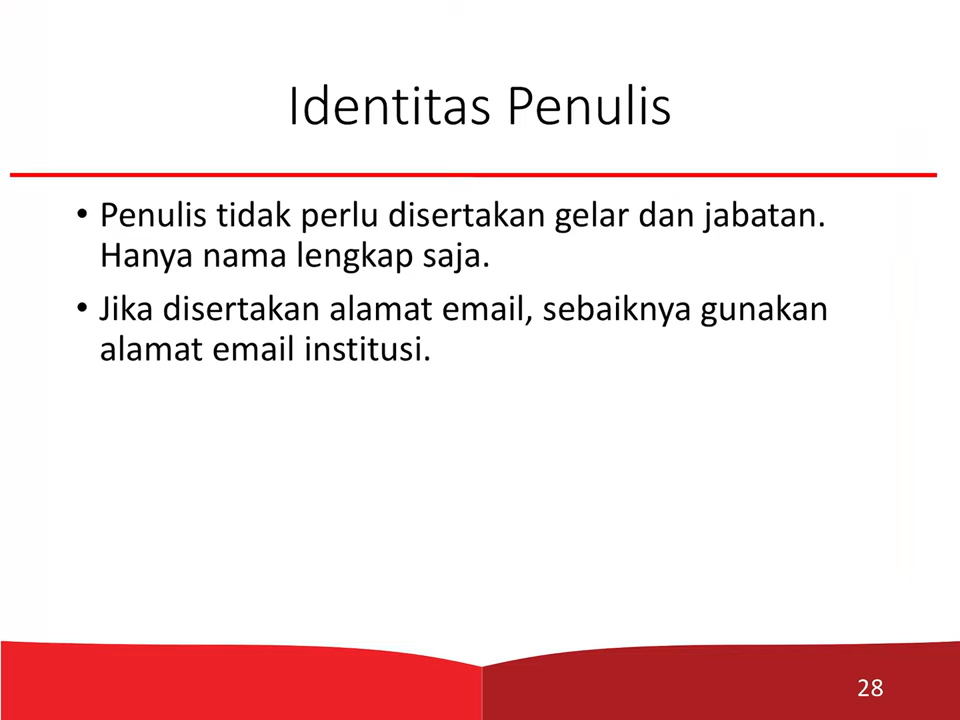 Identitas Penulis
• Penulis tidak perlu disertakan gelar dan jabatan.
Hanya nama lengkap saja.
• Jika disertakan alamat email, sebaiknya gunakan
alamat email institusi.
28